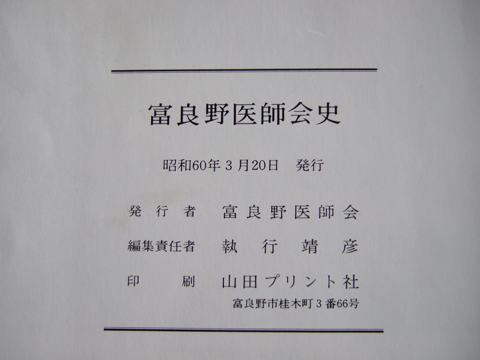 富良野医師会史
昭和60年3月20日 発行
発行者 富良野医師会
編集責任者 執行靖彦
印刷 山田プリント社
富良野市桂木町3番66号